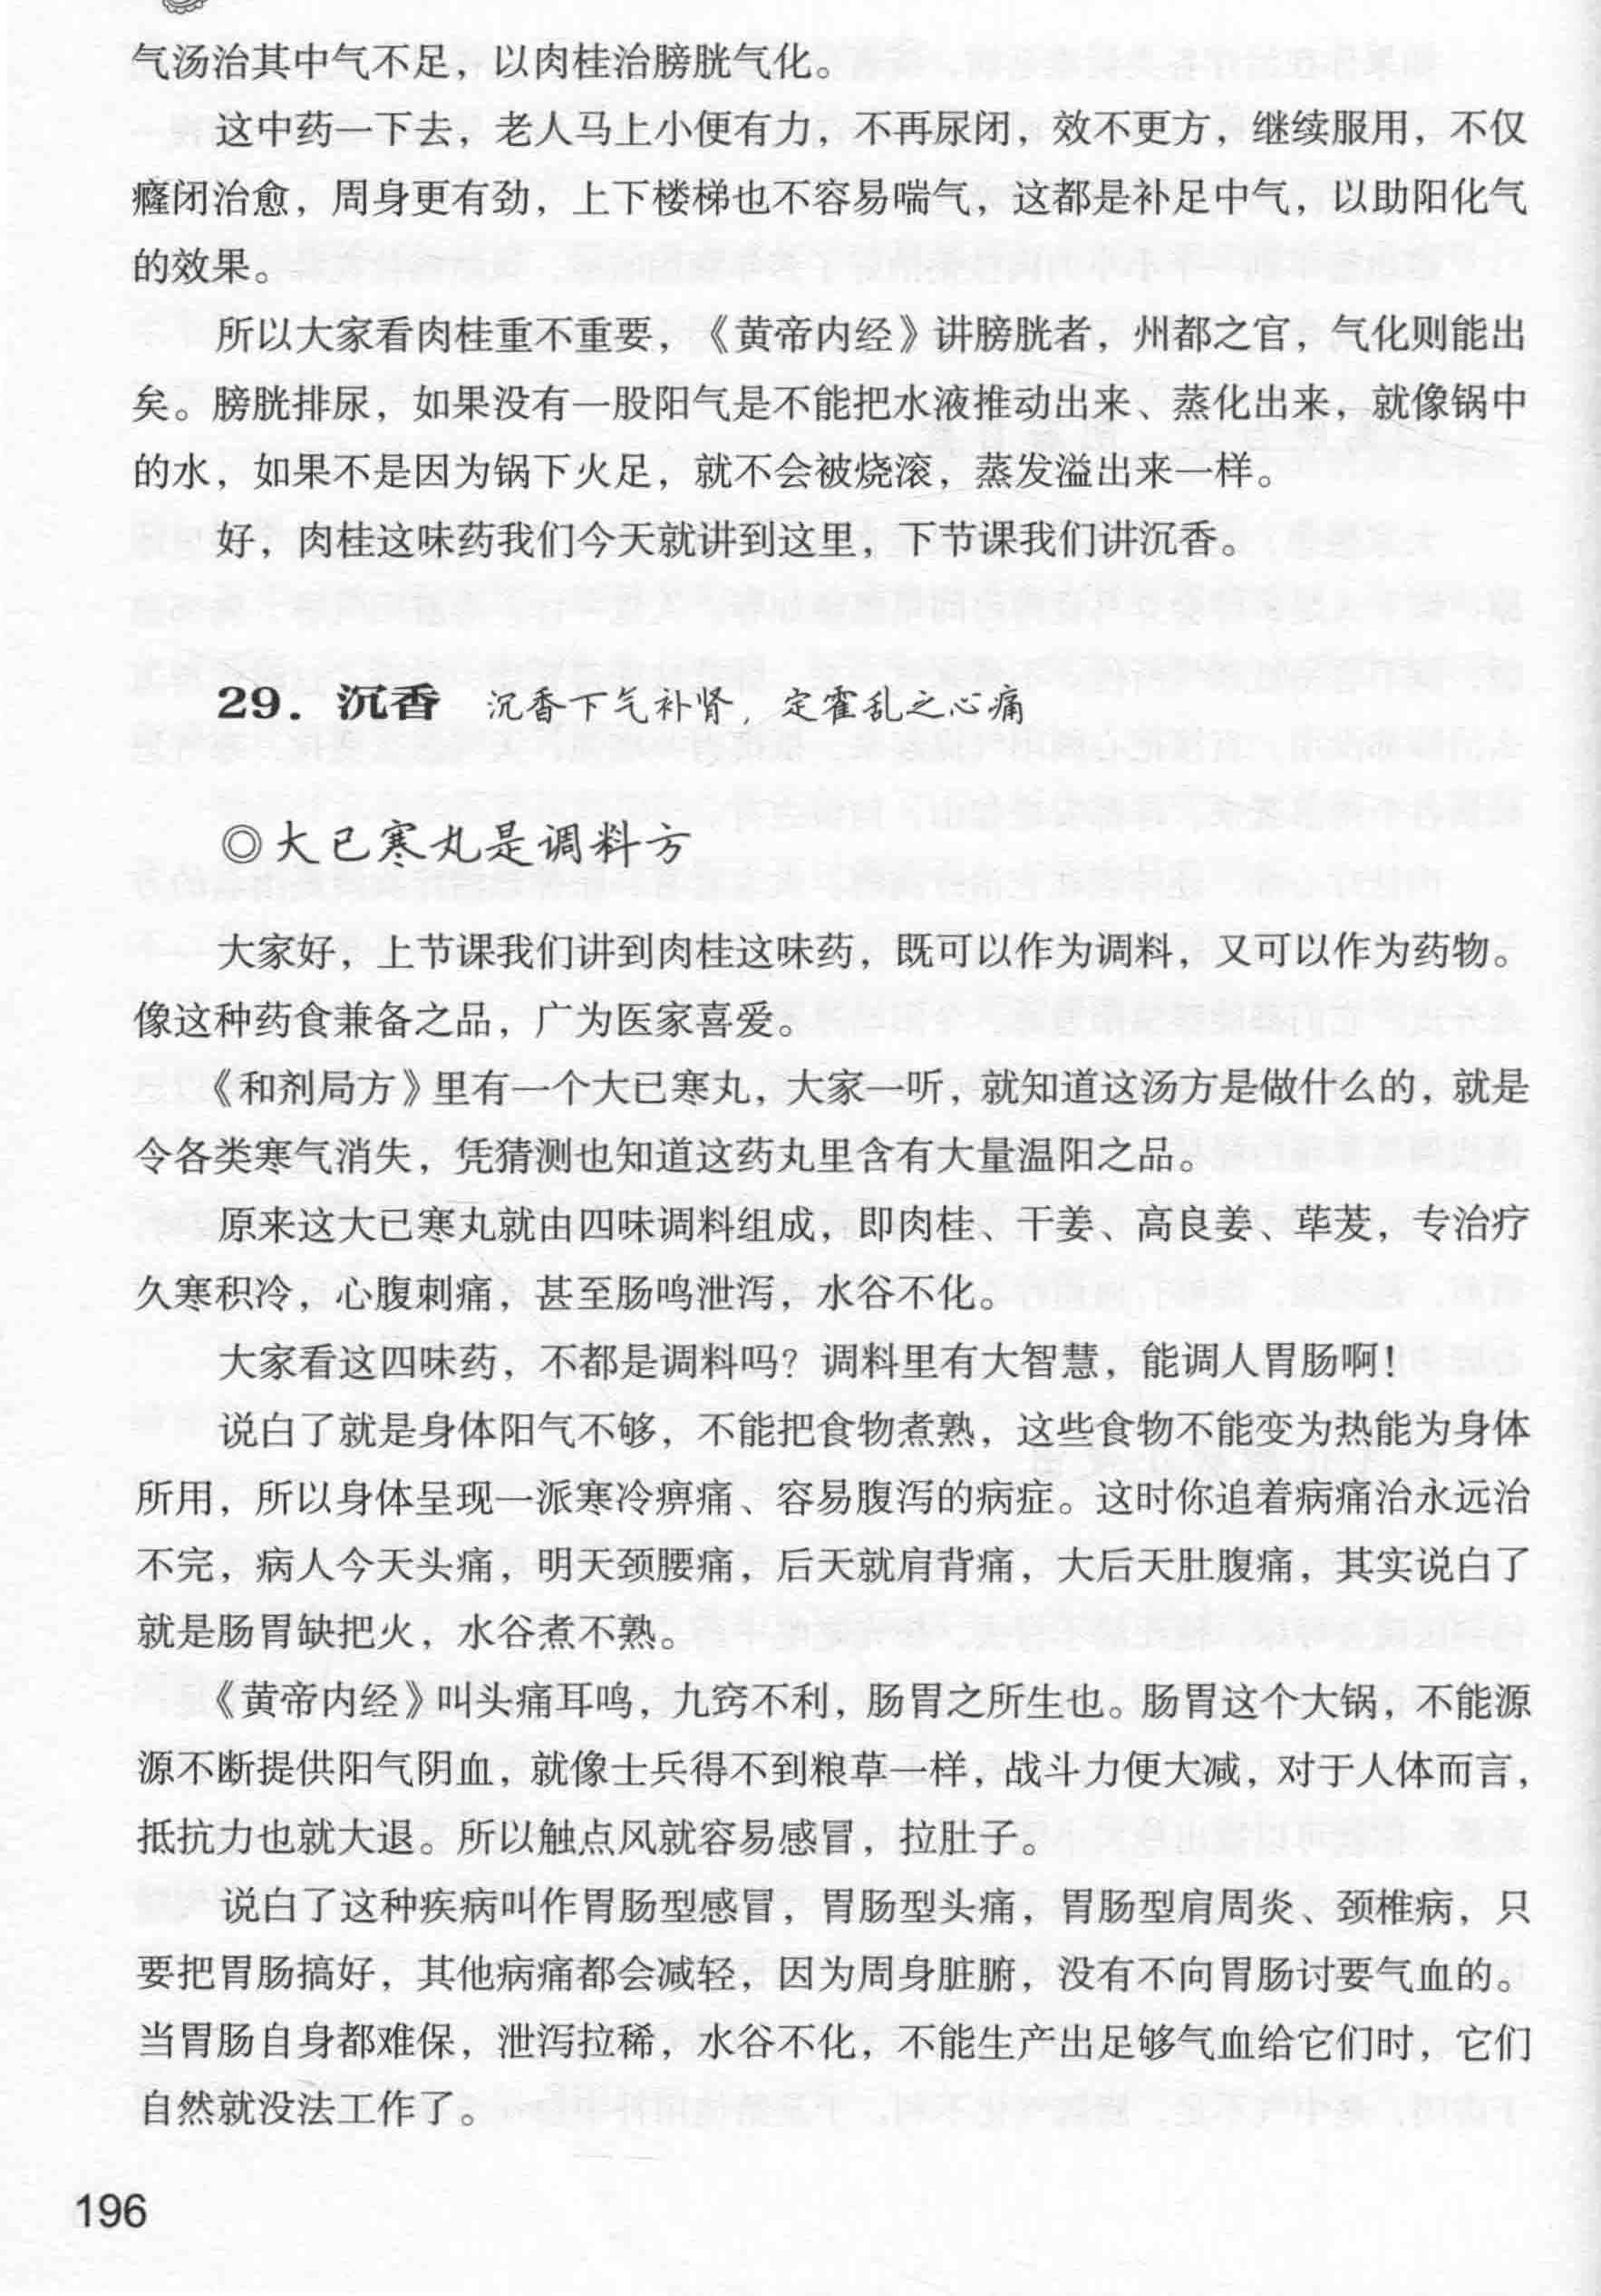 气汤治其中气不足，以肉桂治膀胱气化。
这中药一下去，老人马上小便有力，不再尿闭，效不更方，继续服用，不仅
癃闭治愈，周身更有劲，上下楼梯也不容易喘气，这都是补足中气，以助阳化气
的效果。
所以大家看肉桂重不重要，《黄帝内经》讲膀胱者，州都之官，气化则能出
矣。膀胱排尿，如果没有一股阳气是不能把水液推动出来、蒸化出来，就像锅中
的水，如果不是因为锅下火足，就不会被烧滚，蒸发溢出来一样。
好，肉桂这味药我们今天就讲到这里，下节课我们讲沉香。
29．沉香 沉香下气补肾，定霍乱之心痛
◎大已寒丸是调料方
大家好，上节课我们讲到肉桂这味药，既可以作为调料，又可以作为药物。
像这种药食兼备之品，广为医家喜爱。
《和剂局方》里有一个大已寒丸，大家一听，就知道这汤方是做什么的，就是
令各类寒气消失，凭猜测也知道这药丸里含有大量温阳之品。
原来这大已寒丸就由四味调料组成，即肉桂、干姜、高良姜、荜茇，专治疗
久寒积冷，心腹刺痛，甚至肠鸣泄泻，水谷不化。
大家看这四味药，不都是调料吗？调料里有大智慧，能调人胃肠啊！
说白了就是身体阳气不够，不能把食物煮熟，这些食物不能变为热能为身体
所用，所以身体呈现一派寒冷痹痛、容易腹泻的病症。这时你追着病痛治永远治
不完，病人今天头痛，明天颈腰痛，后天就肩背痛，大后天肚腹痛，其实说白了
就是肠胃缺把火，水谷煮不熟。
《黄帝内经》叫头痛耳鸣，九窍不利，肠胃之所生也。肠胃这个大锅，不能源
源不断提供阳气阴血，就像士兵得不到粮草一样，战斗力便大减，对于人体而言，
抵抗力也就大退。所以触点风就容易感冒，拉肚子。
说白了这种疾病叫作胃肠型感冒，胃肠型头痛，胃肠型肩周炎、颈椎病，只
要把胃肠搞好，其他病痛都会减轻，因为周身脏腑，没有不向胃肠讨要气血的。
当胃肠自身都难保，泄泻拉稀，水谷不化，不能生产出足够气血给它们时，它们
自然就没法工作了。
196